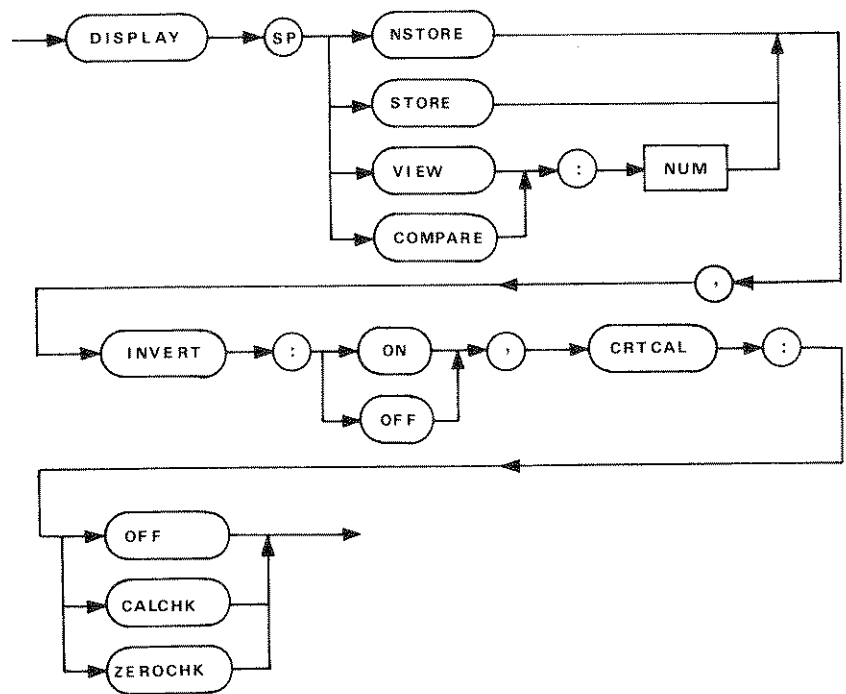 DISPLAY SP NSTORE
STORE
VIEW : NUM
COMPARE
,
INVERT : ON , CRTCAL :
OFF
OFF
CALCHK
ZEROCHK